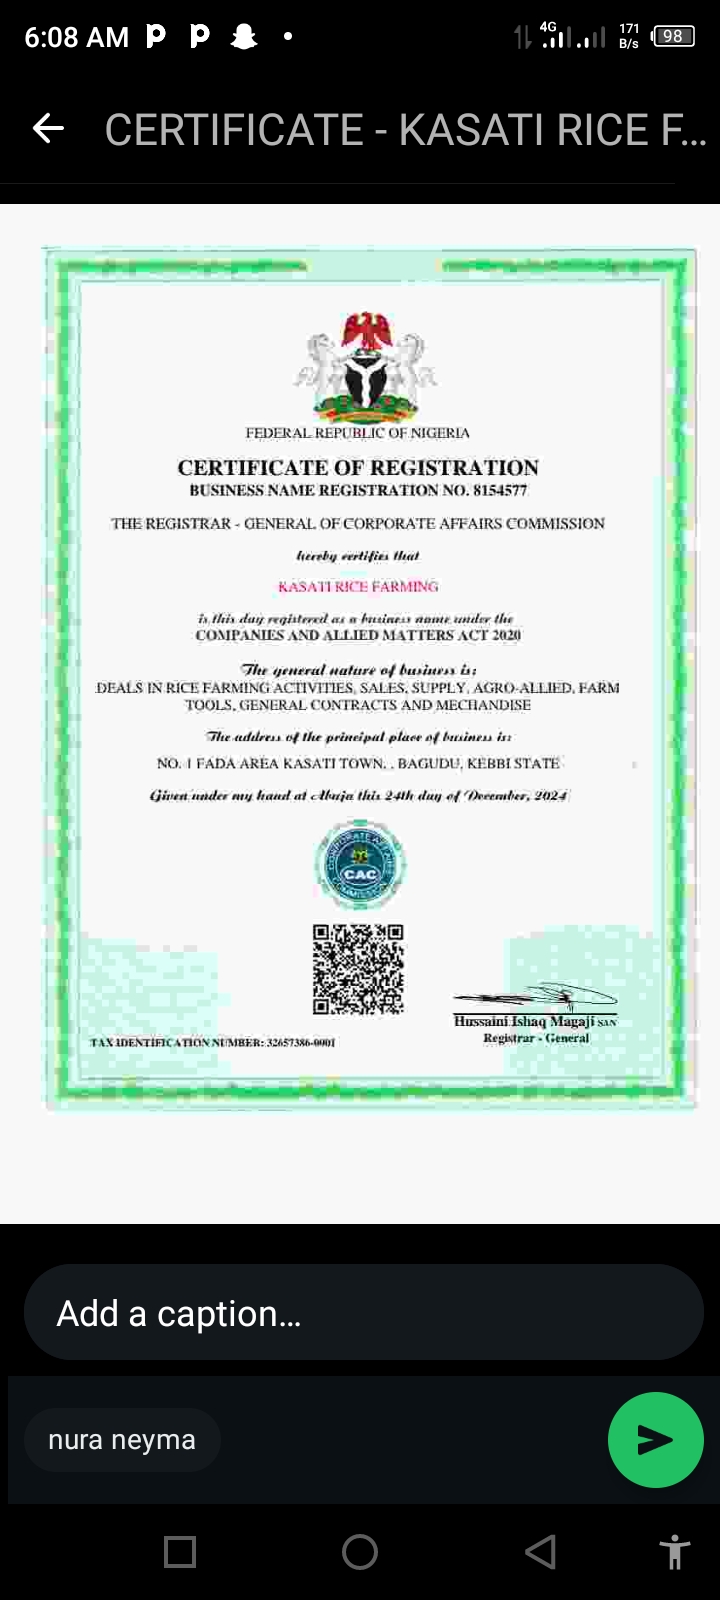 6:08 AM
4G
171
B/s
98
CERTIFICATE - KASATI RICE F...
FEDERAL REPUBLIC OF NIGERIA
CERTIFICATE OF REGISTRATION
BUSINESS NAME REGISTRATION NO. 8154577
THE REGISTRAR - GENERAL OF CORPORATE AFFAIRS COMMISSION
hereby certifies that
KASATI RICE FARMING
is this day registered as a business name under the
COMPANIES AND ALLIED MATTERS ACT 2020
The general nature of business is:
DEALS IN RICE FARMING ACTIVITIES, SALES, SUPPLY, AGRO-ALLIED, FARM
TOOLS, GENERAL CONTRACTS AND MECHANDISE
The address of the principal place of business is:
NO. 1 FADA AREA KASATI TOWN, , BAGUDU, KEBBI STATE
Given under my hand at Abuja this 24th day of December, 2024
CORPORATE AFFAIRS
CAC
COMMISSION
Hussaini Ishaq Magaji SAN
Registrar - General
TAX IDENTIFICATION NUMBER: 32657386-0001
Add a caption...
nura neyma